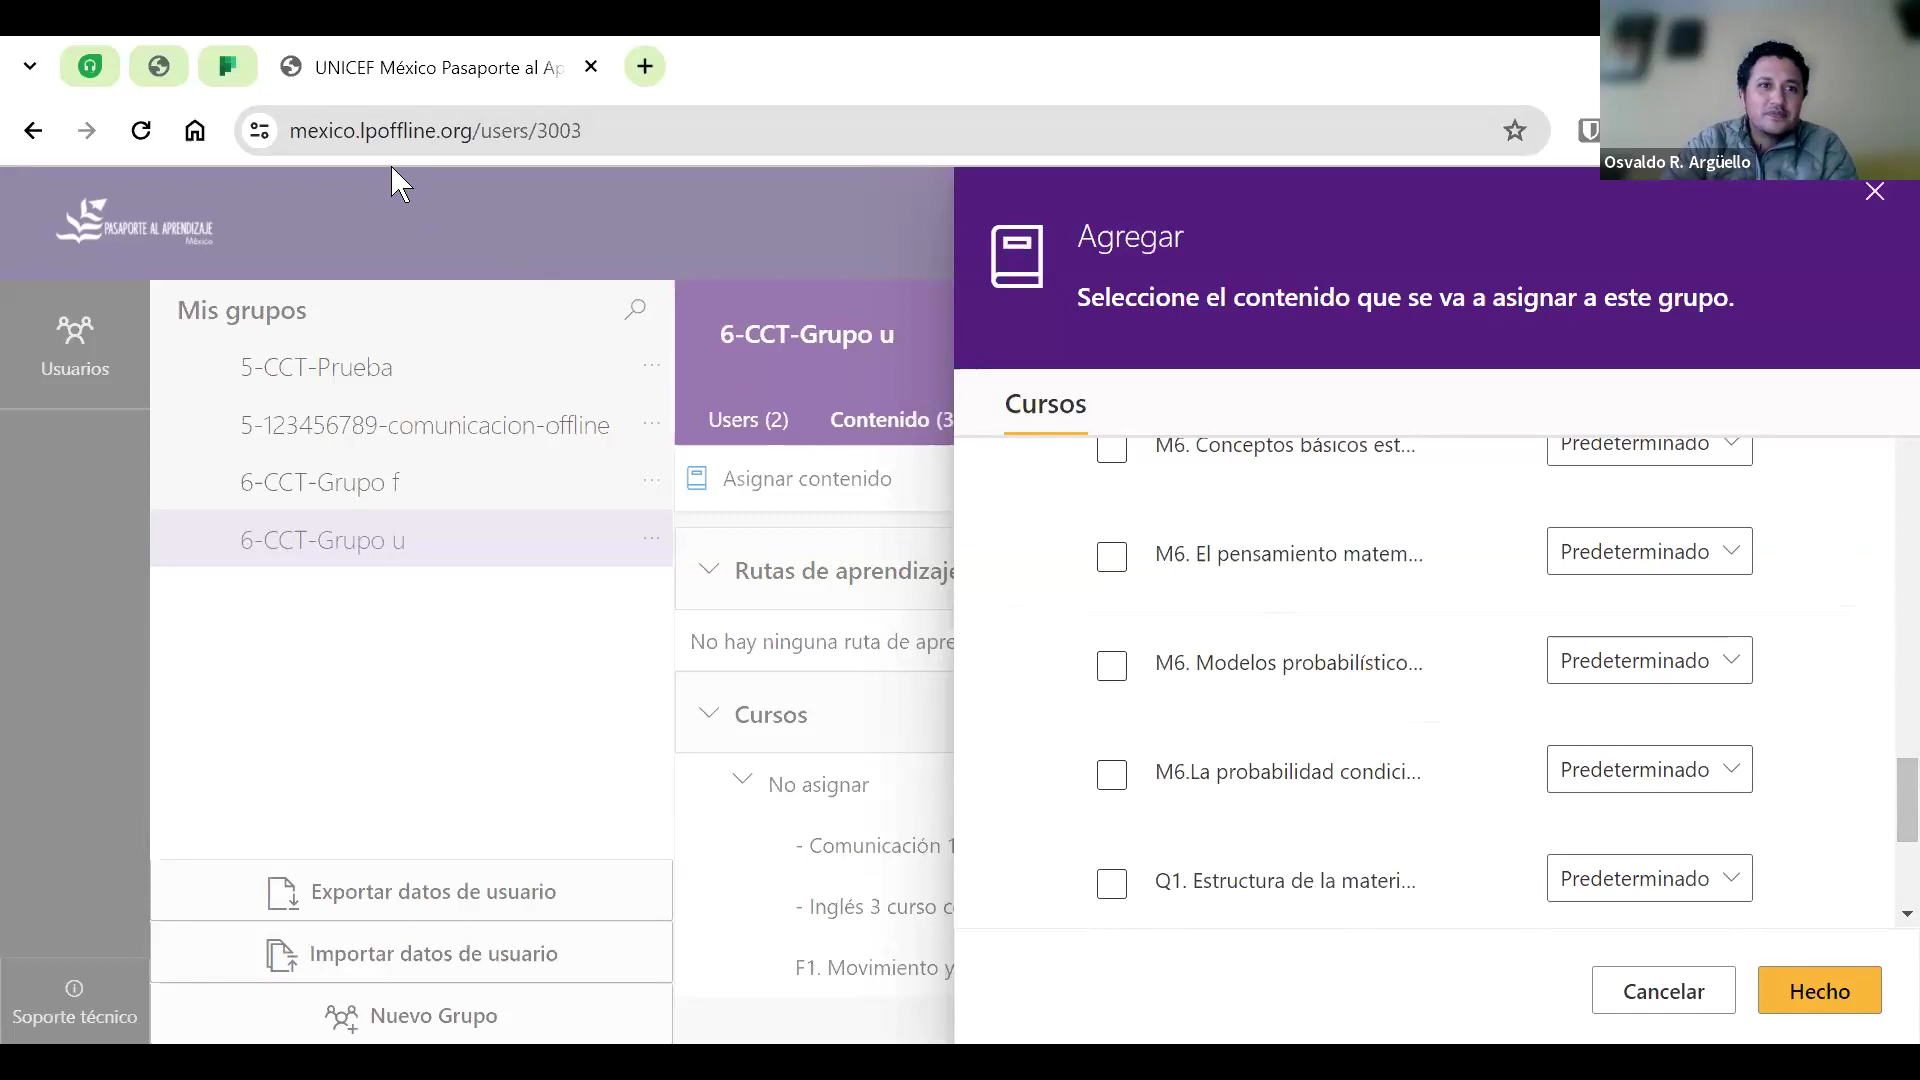 UNICEF México Pasaporte al Ap
mexico.lpoffline.org/users/3003
Osvaldo R. Argüello
PASAPORTE AL APRENDIZAJE
México
Usuarios
Soporte técnico
Mis grupos
5-CCT-Prueba
5-123456789-comunicacion-offline
6-CCT-Grupo f
6-CCT-Grupo u
Exportar datos de usuario
Importar datos de usuario
Nuevo Grupo
6-CCT-Grupo u
Users (2) Contenido (3
Asignar contenido
Rutas de aprendizaje
No hay ninguna ruta de apre
Cursos
No asignar
- Comunicación 1
- Inglés 3 curso c
F1. Movimiento y
Agregar
Seleccione el contenido que se va a asignar a este grupo.
Cursos
M6. Conceptos básicos est... Predeterminado
M6. El pensamiento matem... Predeterminado
M6. Modelos probabilístico... Predeterminado
M6.La probabilidad condici... Predeterminado
Q1. Estructura de la materi... Predeterminado
Cancelar Hecho